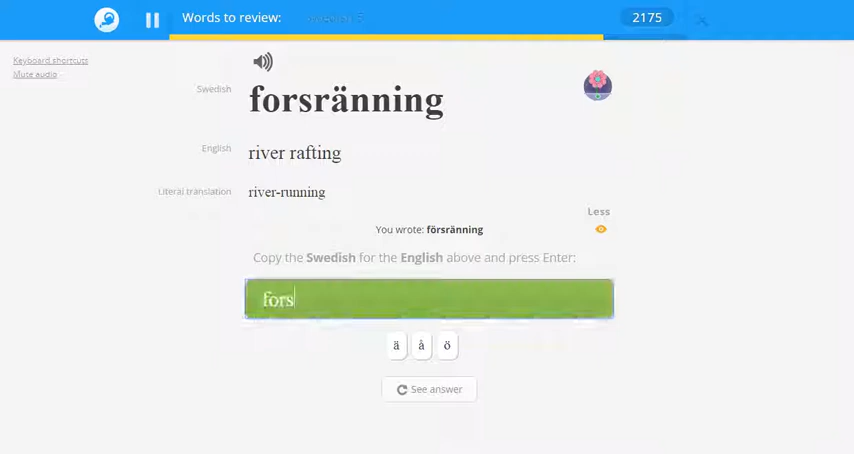 Words to review:
2175
Keyboard shortcuts
Mute audio
Swedish
forsränning
English
river rafting
Literal translation
river-running
Less
You wrote: försränning
Copy the Swedish for the English above and press Enter:
fors
ä å ö
See answer